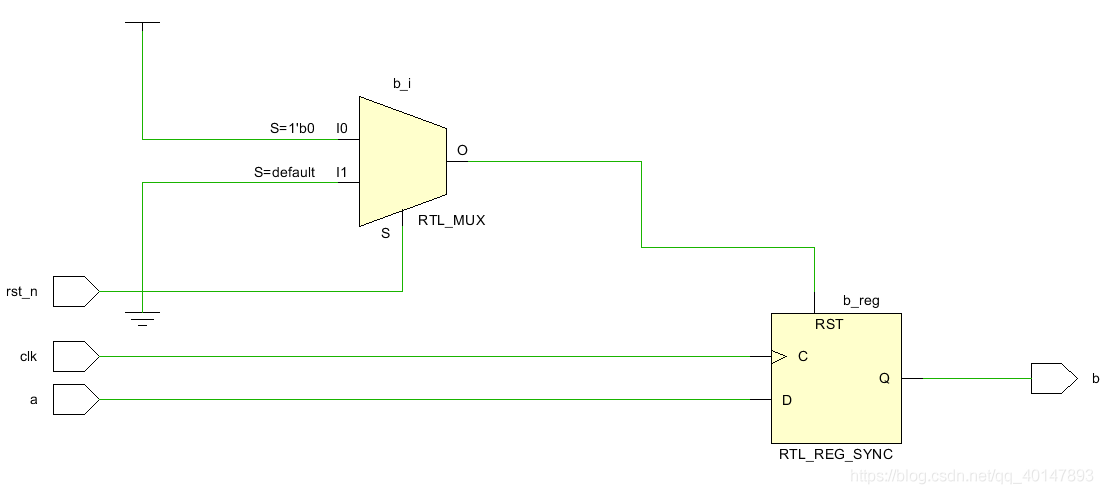 b_i
S=1'b0 I0
O
S=default I1
S RTL_MUX
rst_n
b_reg
RST
clk
C
Q
b
a
D
RTL_REG_SYNC
https://blog.csdn.net/qq_40147893